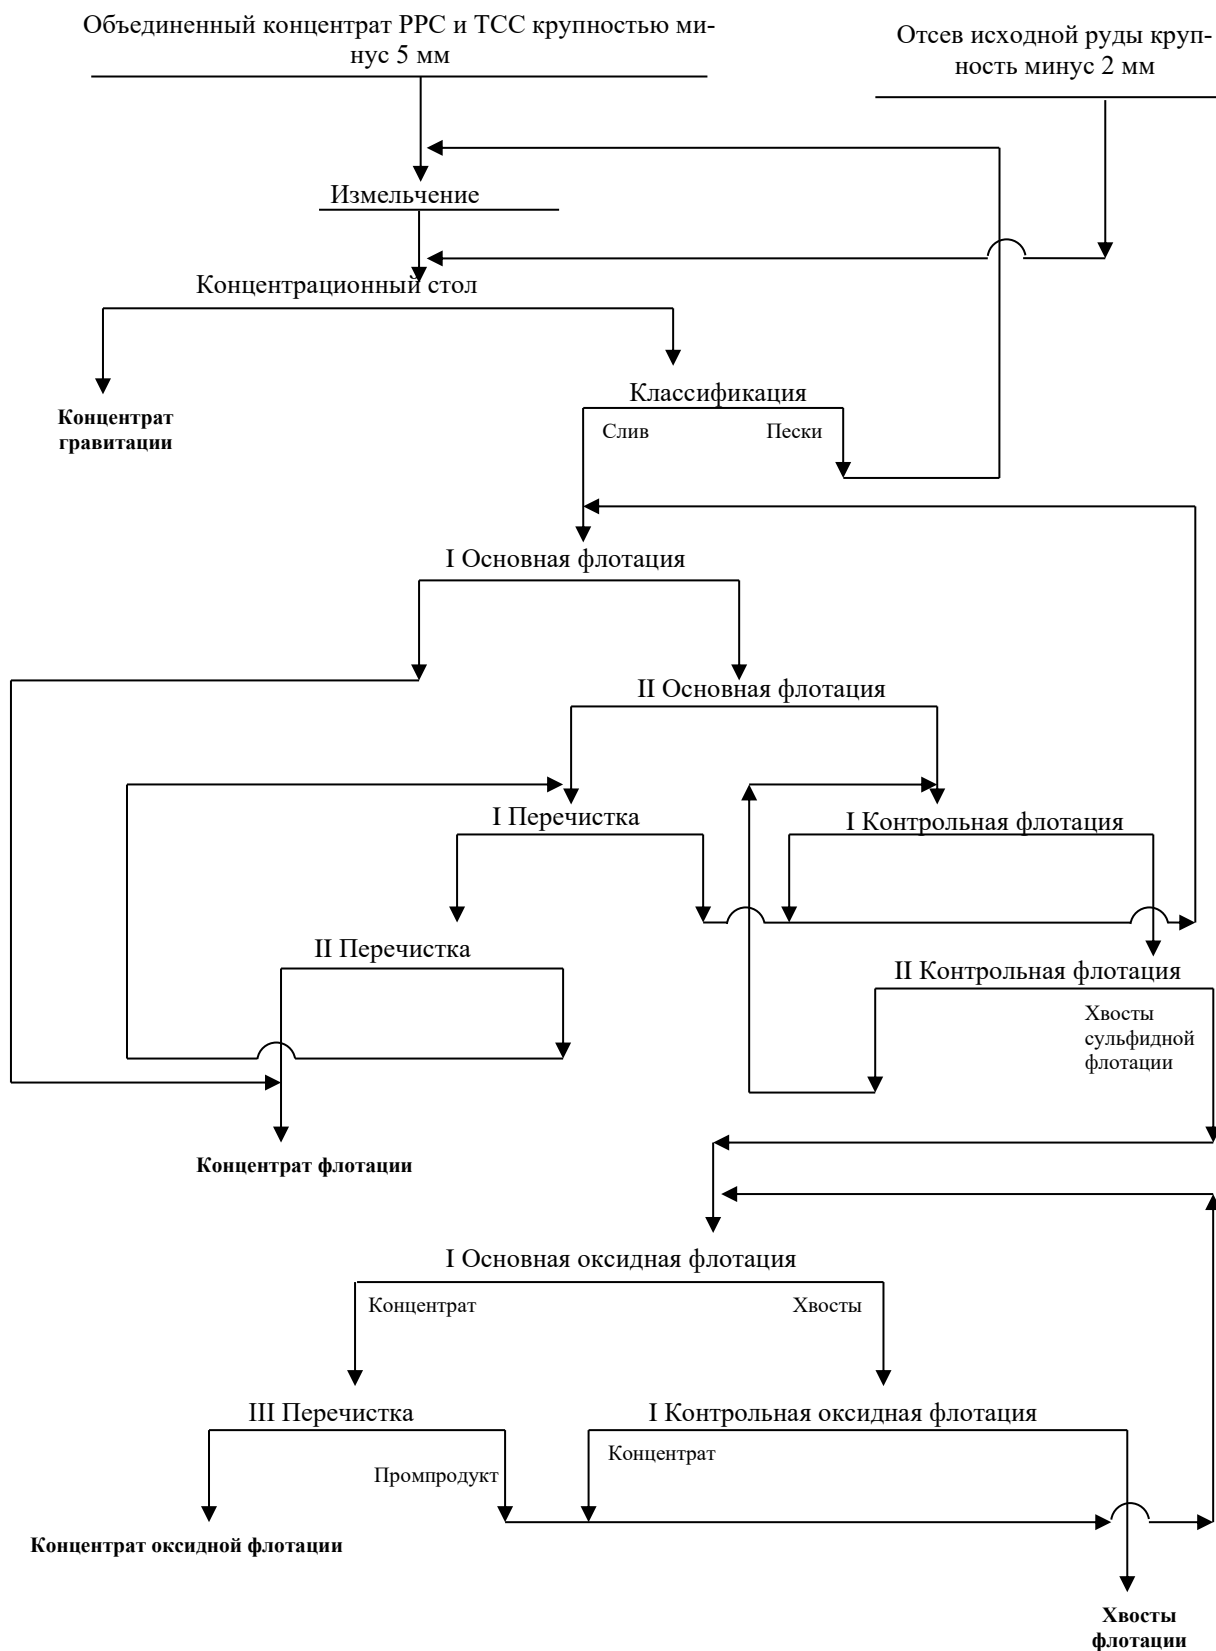 Объединенный концентрат РРС и ТСС крупностью ми-
нус 5 мм
Отсев исходной руды круп-
ность минус 2 мм
Измельчение
Концентрационный стол
Концентрат
гравитации
Классификация
Слив
Пески
I Основная флотация
II Основная флотация
I Перечистка
I Контрольная флотация
II Перечистка
II Контрольная флотация
Хвосты
сульфидной
флотации
Концентрат флотации
I Основная оксидная флотация
Концентрат
Хвосты
III Перечистка
I Контрольная оксидная флотация
Промпродукт
Концентрат
Концентрат оксидной флотации
Хвосты
флотации